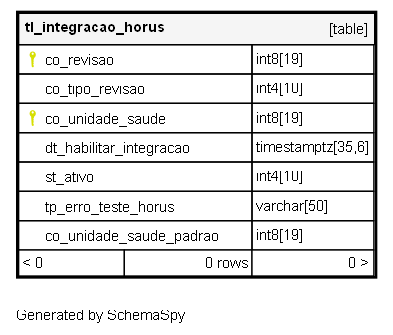 tl_integracao_horus [table]
co_revisao int8[19]
co_tipo_revisao int4[10]
co_unidade_saude int8[19]
dt_habilitar_integracao timestamptz[35,6]
st_ativo int4[10]
tp_erro_teste_horus varchar[50]
co_unidade_saude_padrao int8[19]
< 0 0 rows 0 >
Generated by SchemaSpy